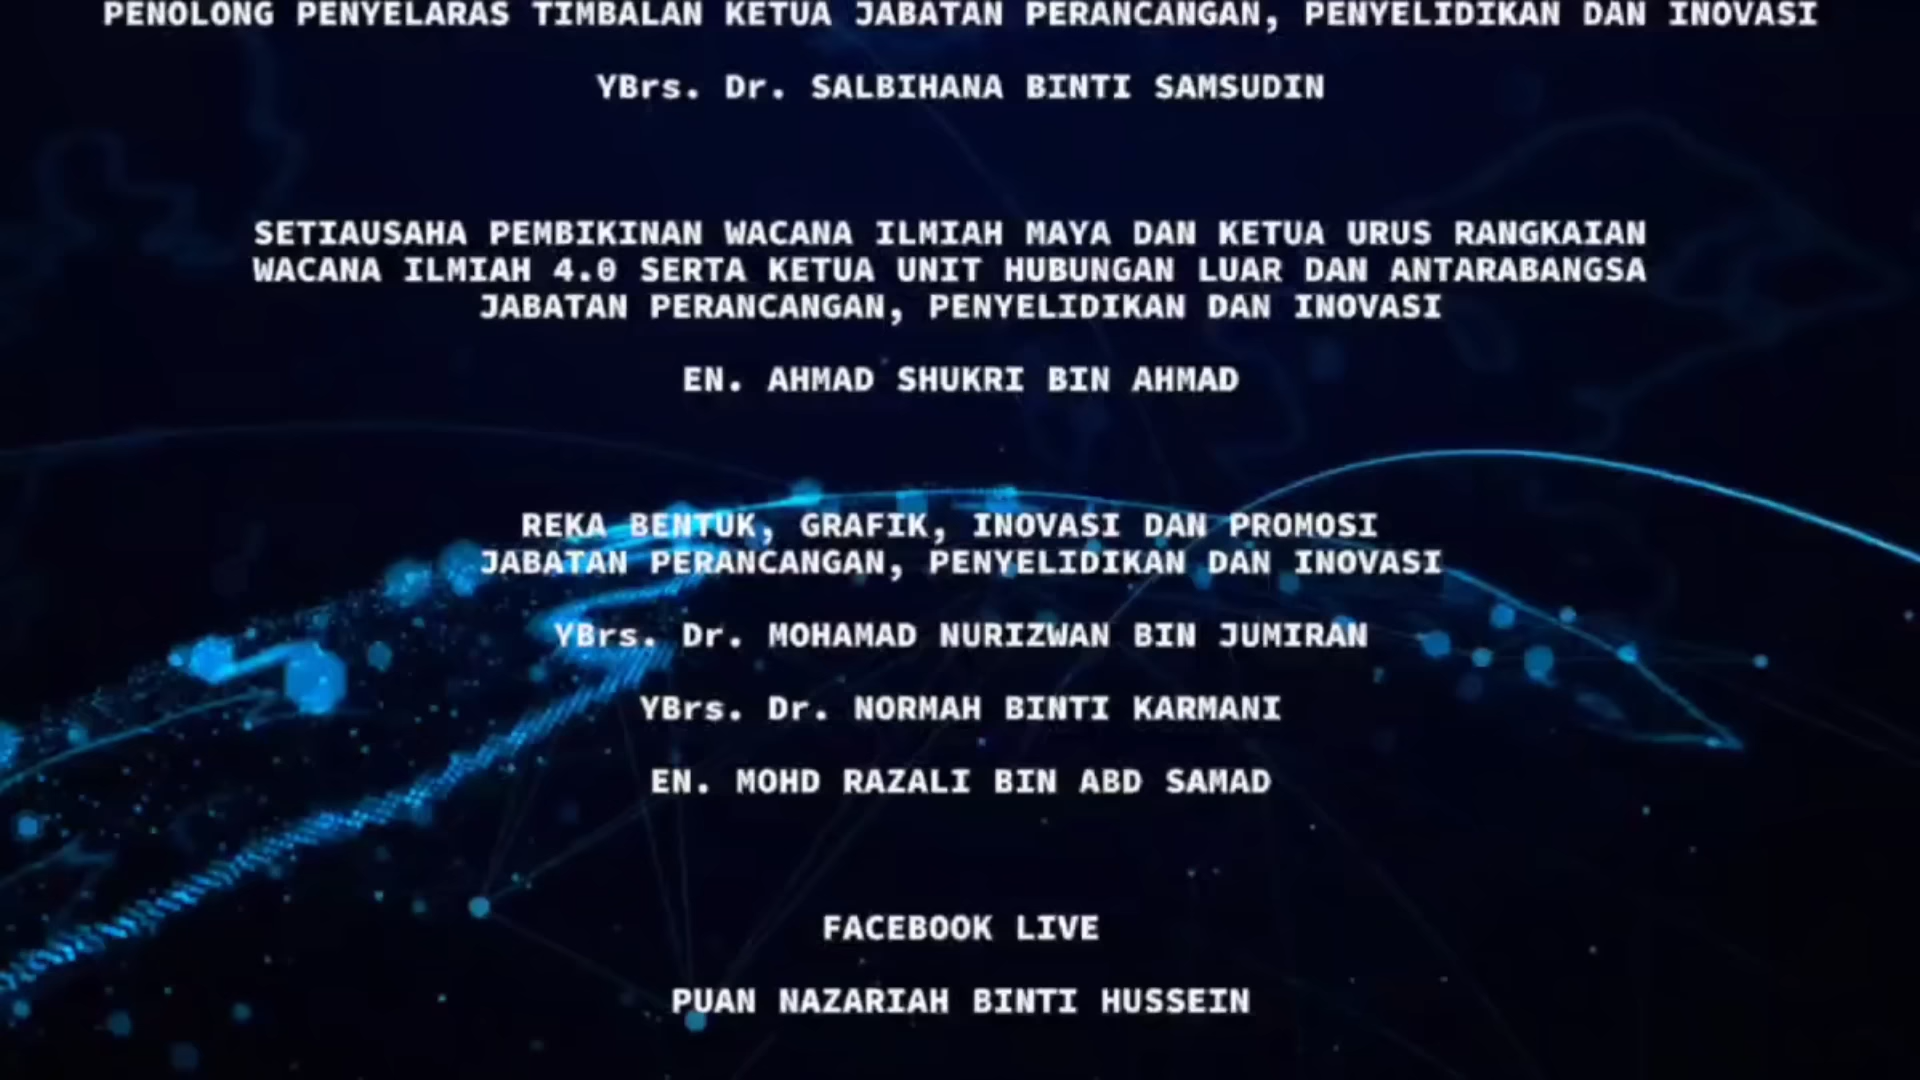 PENOLONG PENYELARAS TIMBALAN KETUA JABATAN PERANCANGAN, PENYELIDIKAN DAN INOVASI
YBrs. Dr. SALBIHANA BINTI SAMSUDIN
SETIAUSAHA PEMBIKINAN WACANA ILMIAH MAYA DAN KETUA URUS RANGKAIAN
WACANA ILMIAH 4.0 SERTA KETUA UNIT HUBUNGAN LUAR DAN ANTARABANGSA
JABATAN PERANCANGAN, PENYELIDIKAN DAN INOVASI
EN. AHMAD SHUKRI BIN AHMAD
REKA BENTUK, GRAFIK, INOVASI DAN PROMOSI
JABATAN PERANCANGAN, PENYELIDIKAN DAN INOVASI
YBrs. Dr. MOHAMAD NURIZWAN BIN JUMIRAN
YBrs. Dr. NORMAH BINTI KARMANI
EN. MOHD RAZALI BIN ABD SAMAD
FACEBOOK LIVE
PUAN NAZARIAH BINTI HUSSEIN